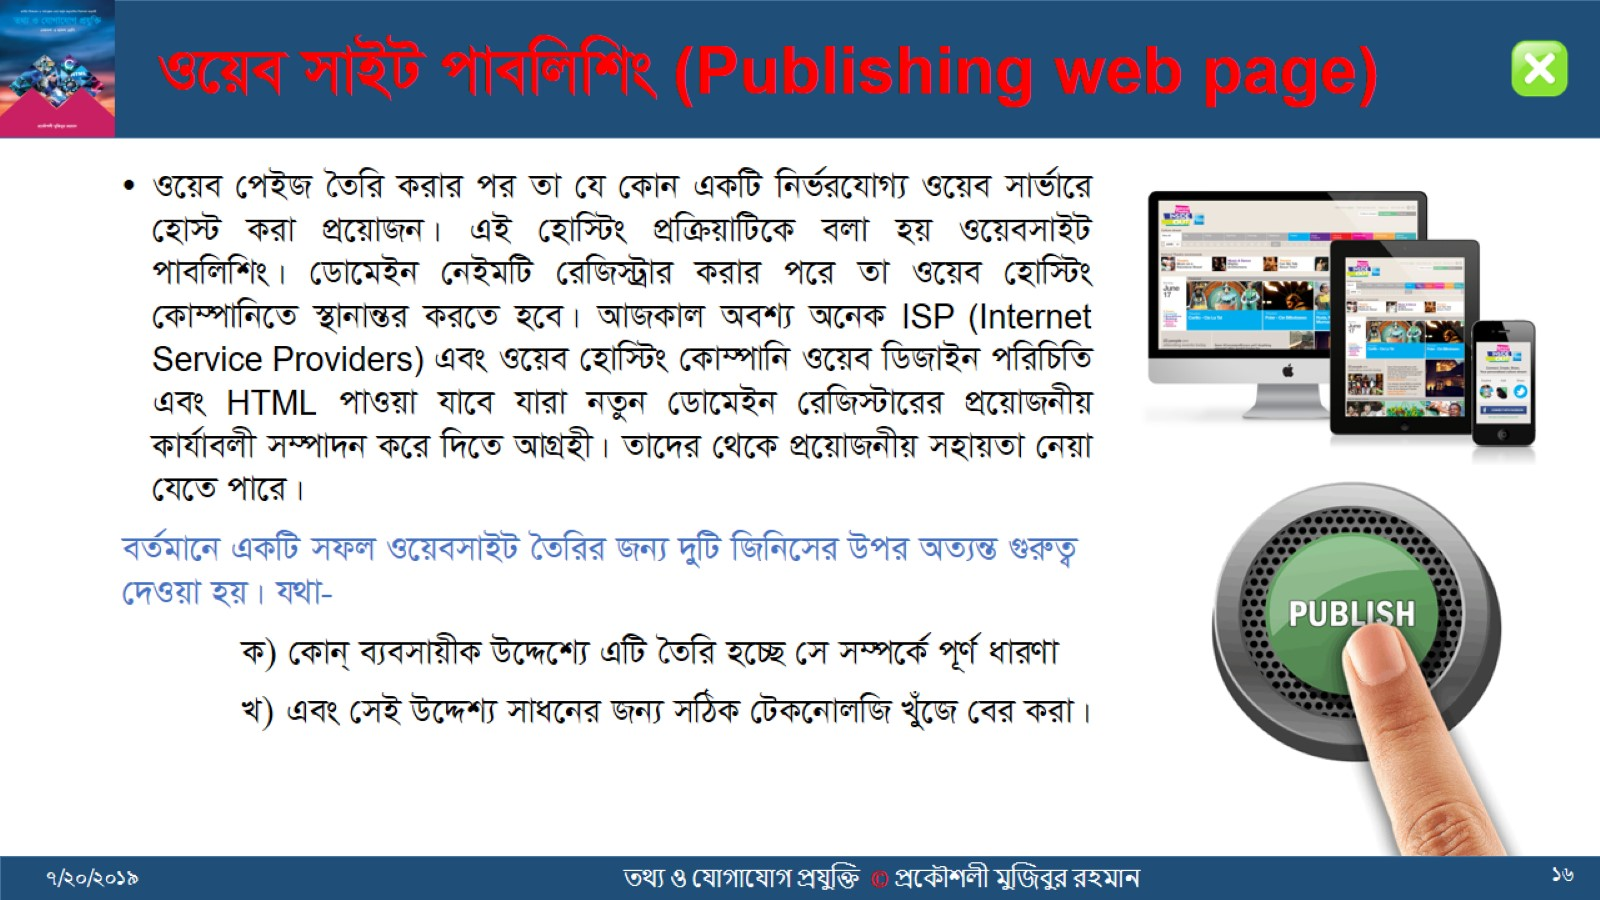 তথ্য ও যোগাযোগ প্রযুক্তি
ওয়েব সাইট পাবলিশিং (Publishing web page)
• ওয়েব পেইজ তৈরি করার পর তা যে কোন একটি নির্ভরযোগ্য ওয়েব সার্ভারে
হোস্ট করা প্রয়োজন। এই হোস্টিং প্রক্রিয়াটিকে বলা হয় ওয়েবসাইট
পাবলিশিং। ডোমেইন নেইমটি রেজিস্ট্রার করার পরে তা ওয়েব হোস্টিং
কোম্পানিতে স্থানান্তর করতে হবে। আজকাল অবশ্য অনেক ISP (Internet
Service Providers) এবং ওয়েব হোস্টিং কোম্পানি ওয়েব ডিজাইন পরিচিতি
এবং HTML পাওয়া যাবে যারা নতুন ডোমেইন রেজিস্টারের প্রয়োজনীয়
কার্যাবলী সম্পাদন করে দিতে আগ্রহী। তাদের থেকে প্রয়োজনীয় সহায়তা নেয়া
যেতে পারে।
বর্তমানে একটি সফল ওয়েবসাইট তৈরির জন্য দুটি জিনিসের উপর অত্যন্ত গুরুত্ব
দেওয়া হয়। যথা-
ক) কোন্ ব্যবসায়ীক উদ্দেশ্যে এটি তৈরি হচ্ছে সে সম্পর্কে পূর্ণ ধারণা
খ) এবং সেই উদ্দেশ্য সাধনের জন্য সঠিক টেকনোলজি খুঁজে বের করা।
June
17
PUBLISH
৭/২০/২০১৯
তথ্য ও যোগাযোগ প্রযুক্তি © প্রকৌশলী মুজিবুর রহমান
১৬